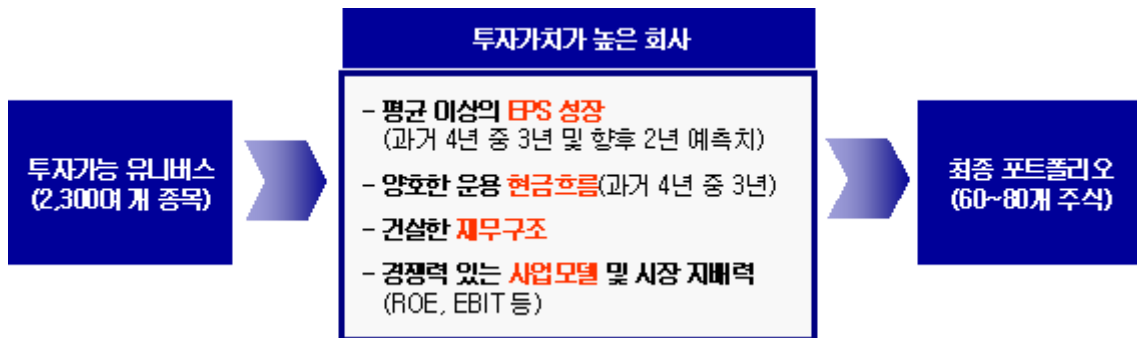 투자가치가 높은 회사
투자가능 유니버스
(2,300여 개 종목)
– 평균 이상의 EPS 성장
(과거 4년 중 3년 및 향후 2년 예측치)
– 양호한 운용 현금흐름(과거 4년 중 3년)
– 건실한 재무구조
– 경쟁력 있는 사업모델 및 시장 지배력
(ROE, EBIT 등)
최종 포트폴리오
(60~80개 주식)